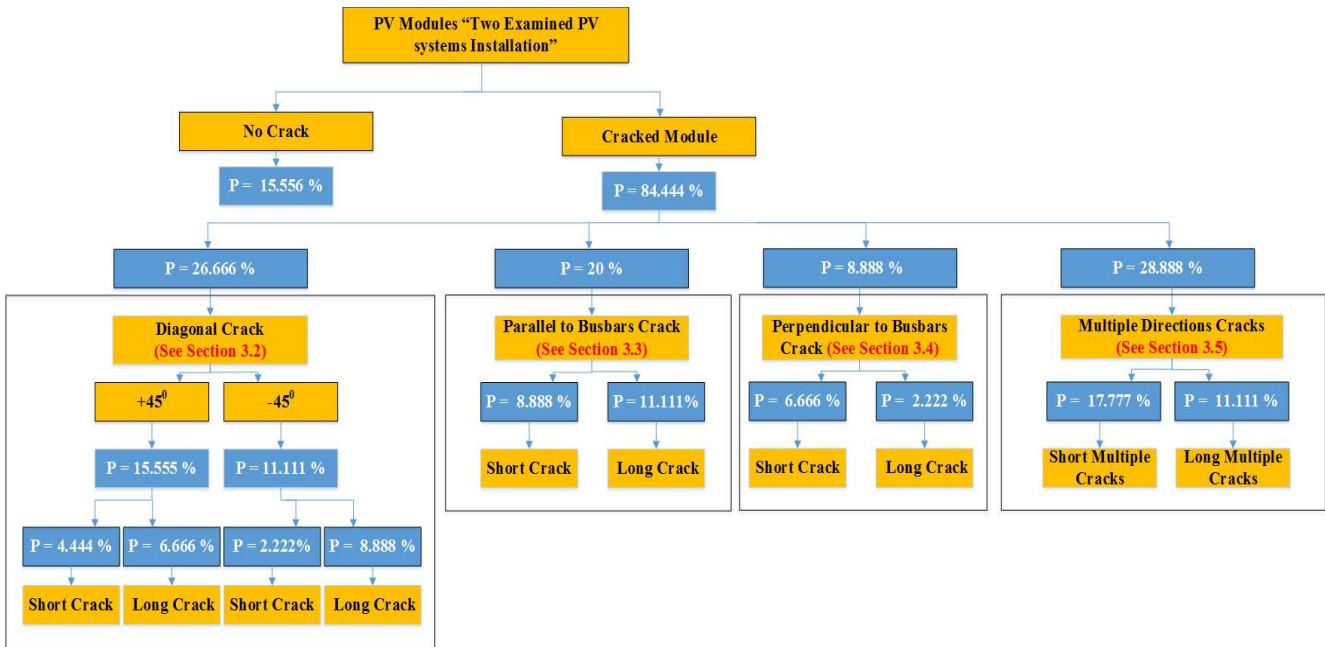 PV Modules “Two Examined PV
systems Installation”
No Crack
Cracked Module
P = 15.556 %
P = 84.444 %
P = 26.666 %
P = 20 %
P = 8.888 %
P = 28.888 %
Diagonal Crack
(See Section 3.2)
+45⁰
-45⁰
P = 15.555 %
P = 11.111 %
P = 4.444 %
P = 6.666 %
P = 2.222%
P = 8.888 %
Short Crack
Long Crack
Short Crack
Long Crack
Parallel to Busbars Crack
(See Section 3.3)
P = 8.888 %
P = 11.111%
Short Crack
Long Crack
Perpendicular to Busbars
Crack (See Section 3.4)
P = 6.666 %
P = 2.222 %
Short Crack
Long Crack
Multiple Directions Cracks
(See Section 3.5)
P = 17.777 %
P = 11.111 %
Short Multiple
Cracks
Long Multiple
Cracks